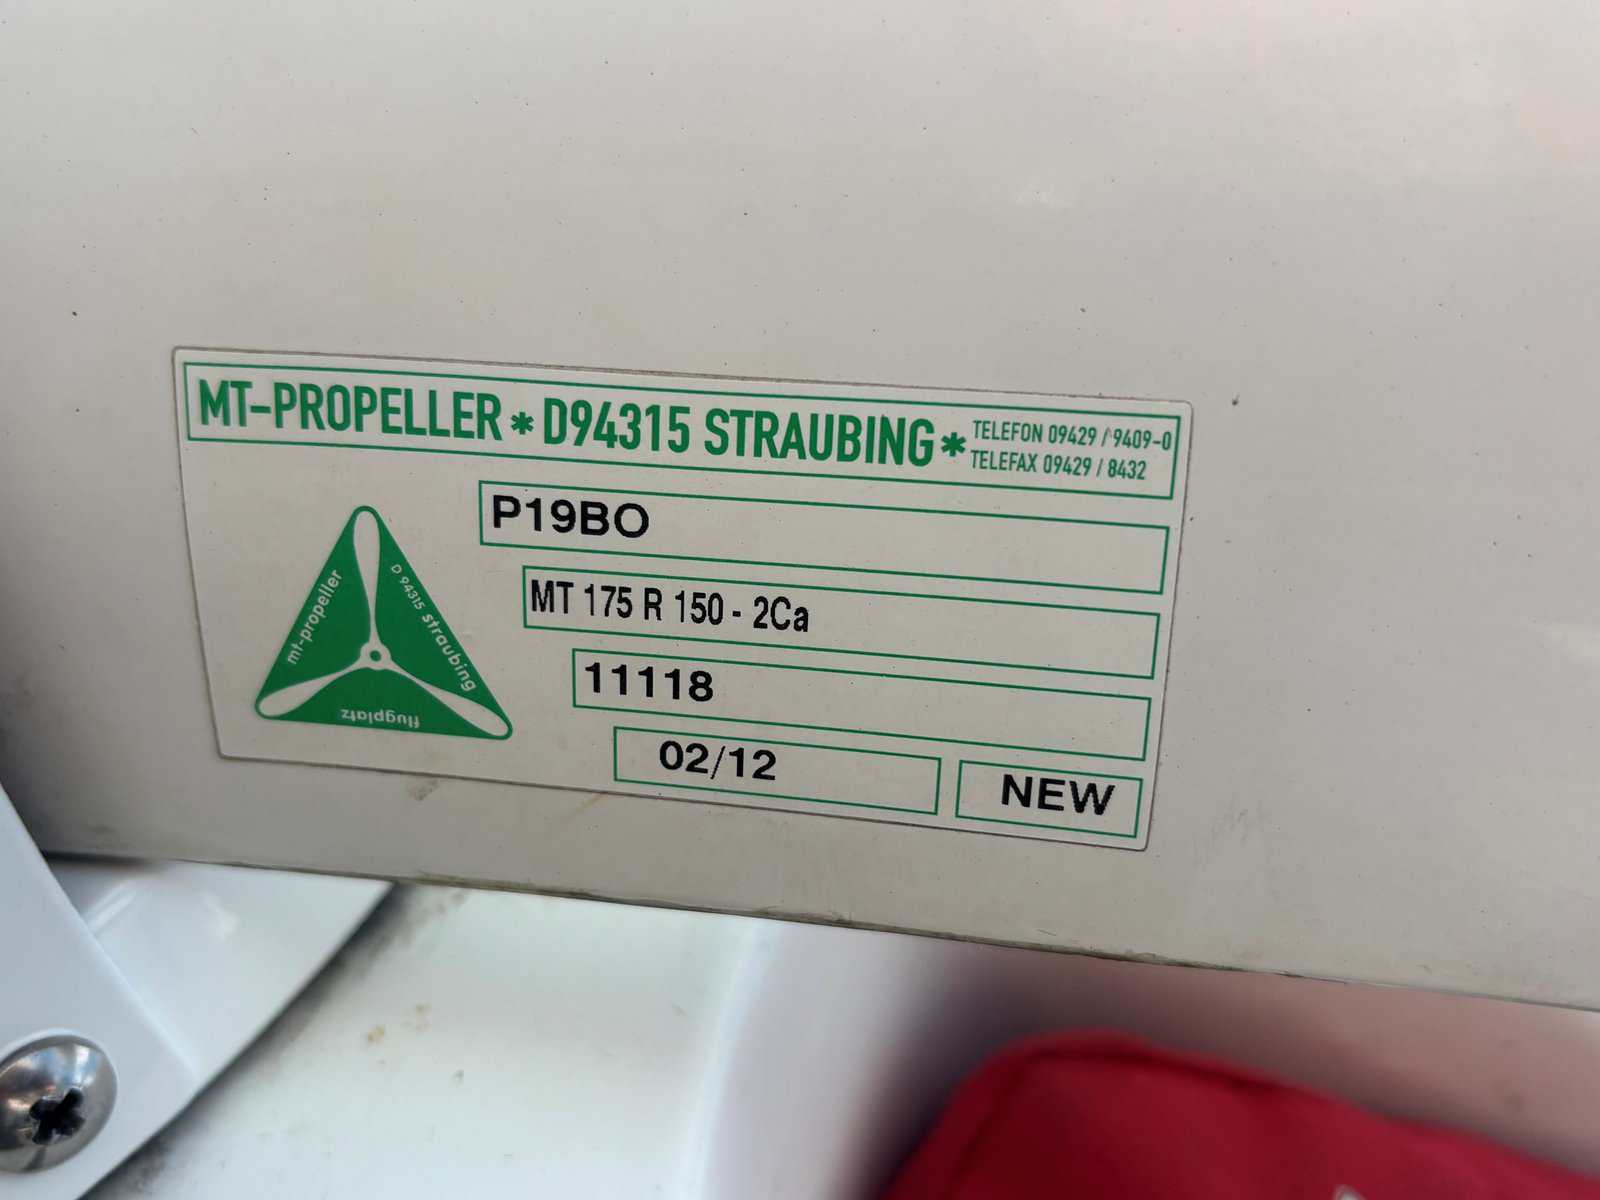 MT-PROPELLER * D94315 STRAUBING *
TELEFON 09429 / 9409-0
TELEFAX 09429 / 8432
P19BO
MT 175 R 150 - 2Ca
11118
02/12
NEW
mt-propeller
D 94315 straubing
flugplatz